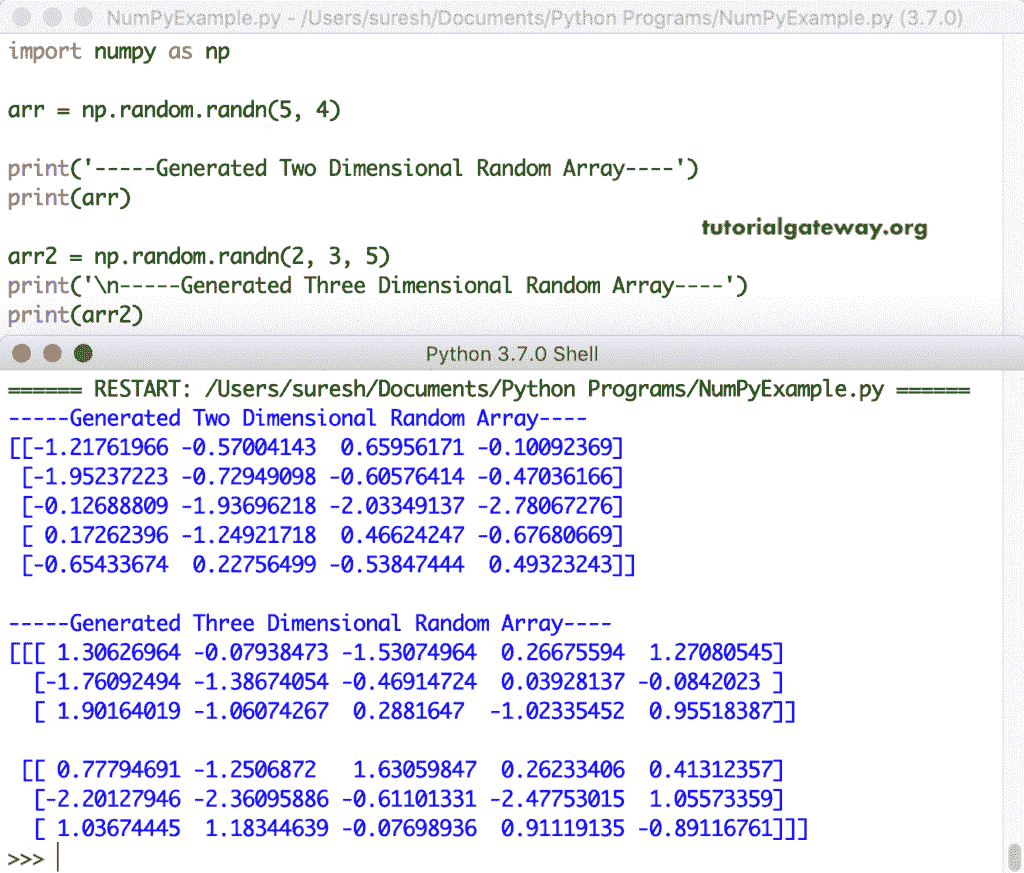 NumPyExample.py - /Users/suresh/Documents/Python Programs/NumPyExample.py (3.7.0)
import numpy as np
arr = np.random.randn(5, 4)
print('-----Generated Two Dimensional Random Array----')
print(arr)
tutorialgateway.org
arr2 = np.random.randn(2, 3, 5)
print('\n-----Generated Three Dimensional Random Array----')
print(arr2)
Python 3.7.0 Shell
====== RESTART: /Users/suresh/Documents/Python Programs/NumPyExample.py ======
-----Generated Two Dimensional Random Array----
[[-1.21761966 -0.57004143  0.65956171 -0.10092369]
 [-1.95237223 -0.72949098 -0.60576414 -0.47036166]
 [-0.12688809 -1.93696218 -2.03349137 -2.78067276]
 [ 0.17262396 -1.24921718  0.46624247 -0.67680669]
 [-0.65433674  0.22756499 -0.53847444  0.49323243]]
-----Generated Three Dimensional Random Array----
[[[ 1.30626964 -0.07938473 -1.53074964  0.26675594  1.27080545]
  [-1.76092494 -1.38674054 -0.46914724  0.03928137 -0.0842023 ]
  [ 1.90164019 -1.06074267  0.2881647  -1.02335452  0.95518387]]
 [[ 0.77794691 -1.2506872   1.63059847  0.26233406  0.41312357]
  [-2.20127946 -2.36095886 -0.61101331 -2.47753015  1.05573359]
  [ 1.03674445  1.18344639 -0.07698936  0.91119135 -0.89116761]]]
>>>